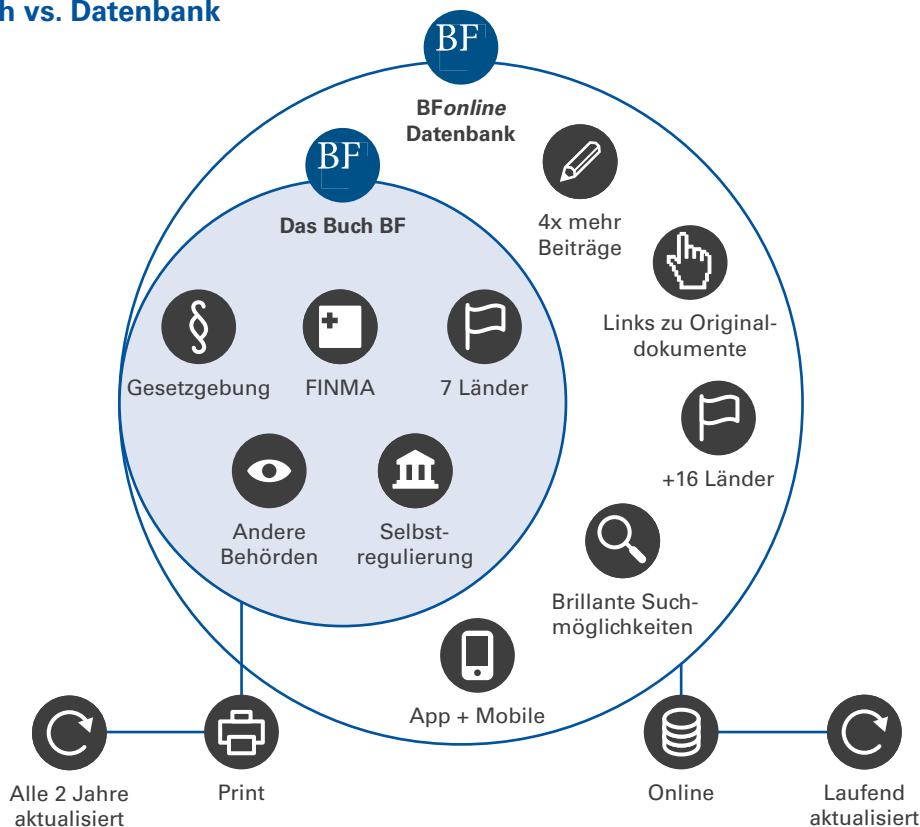 h vs. Datenbank
BF
BFonline
Datenbank
BF
Das Buch BF
4x mehr
Beiträge
Links zu Original-
dokumente
§
Gesetzgebung
FINMA
7 Länder
+16 Länder
Andere
Behörden
Selbst-
regulierung
Brillante Such-
möglichkeiten
App + Mobile
Alle 2 Jahre
aktualisiert
Print
Online
Laufend
aktualisiert